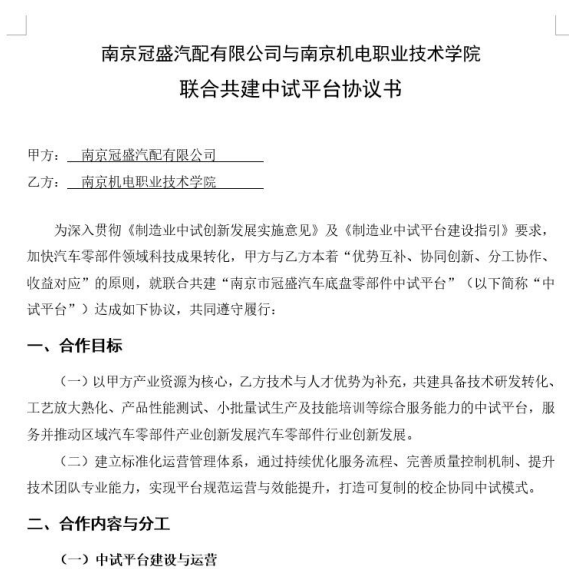 南京冠盛汽配有限公司与南京机电职业技术学院
联合共建中试平台协议书
甲方： 南京冠盛汽配有限公司
乙方： 南京机电职业技术学院
为深入贯彻《制造业中试创新发展实施意见》及《制造业中试平台建设指引》要求，
加快汽车零部件领域科技成果转化，甲方与乙方本着“优势互补、协同创新、分工协作、
收益对应”的原则，就联合共建“南京市冠盛汽车底盘零部件中试平台”（以下简称“中
试平台”）达成如下协议，共同遵守履行：
一、合作目标
（一）以甲方产业资源为核心，乙方技术与人才优势为补充，共建具备技术研发转化、
工艺放大熟化、产品性能测试、小批量试生产及技能培训等综合服务能力的中试平台，服
务并推动区域汽车零部件产业创新发展汽车零部件行业创新发展。
（二）建立标准化运营管理体系，通过持续优化服务流程、完善质量控制机制、提升
技术团队专业能力，实现平台规范运营与效能提升，打造可复制的校企协同中试模式。
二、合作内容与分工
（一）中试平台建设与运营